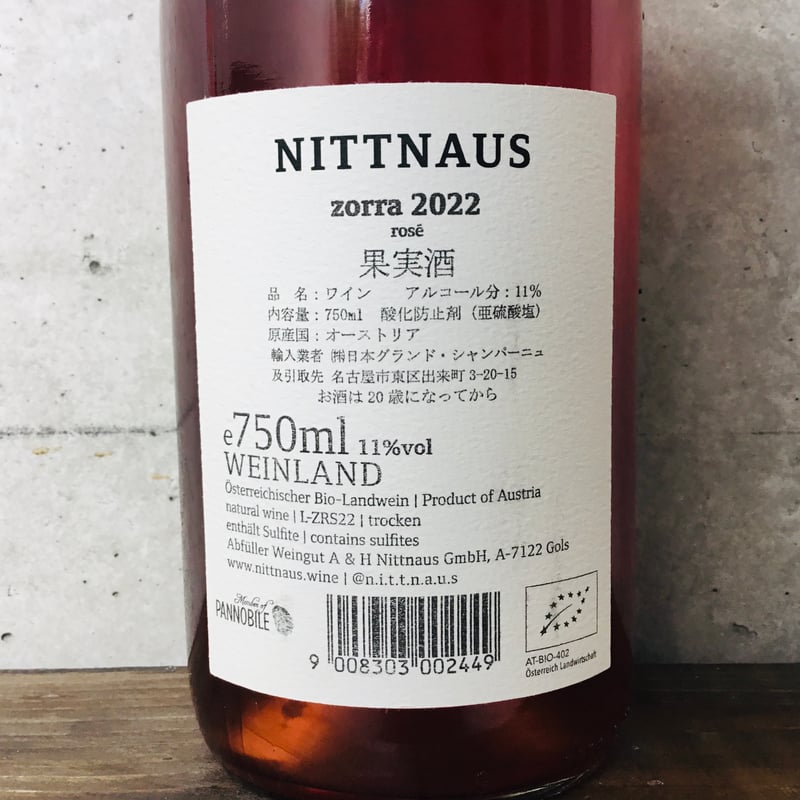 NITTNAUS
zorra 2022
rosé
果実酒
品 名：ワイン アルコール分：11%
内容量：750ml 酸化防止剤（亜硫酸塩）
原産国：オーストリア
輸入業者 ㈱日本グランド・シャンパーニュ
及引取先 名古屋市東区出来町 3-20-15
お酒は 20 歳になってから
e750ml 11%vol
WEINLAND
Österreichischer Bio-Landwein | Product of Austria
natural wine | L-ZRS22 | trocken
enthält Sulfite | contains sulfites
Abfüller Weingut A & H Nittnaus GmbH, A-7122 Gols
www.nittnaus.wine | @n.i.t.t.n.a.u.s
Member of
PANNOBILE
9 008303 002449
AT-BIO-402
Österreich Landwirtschaft